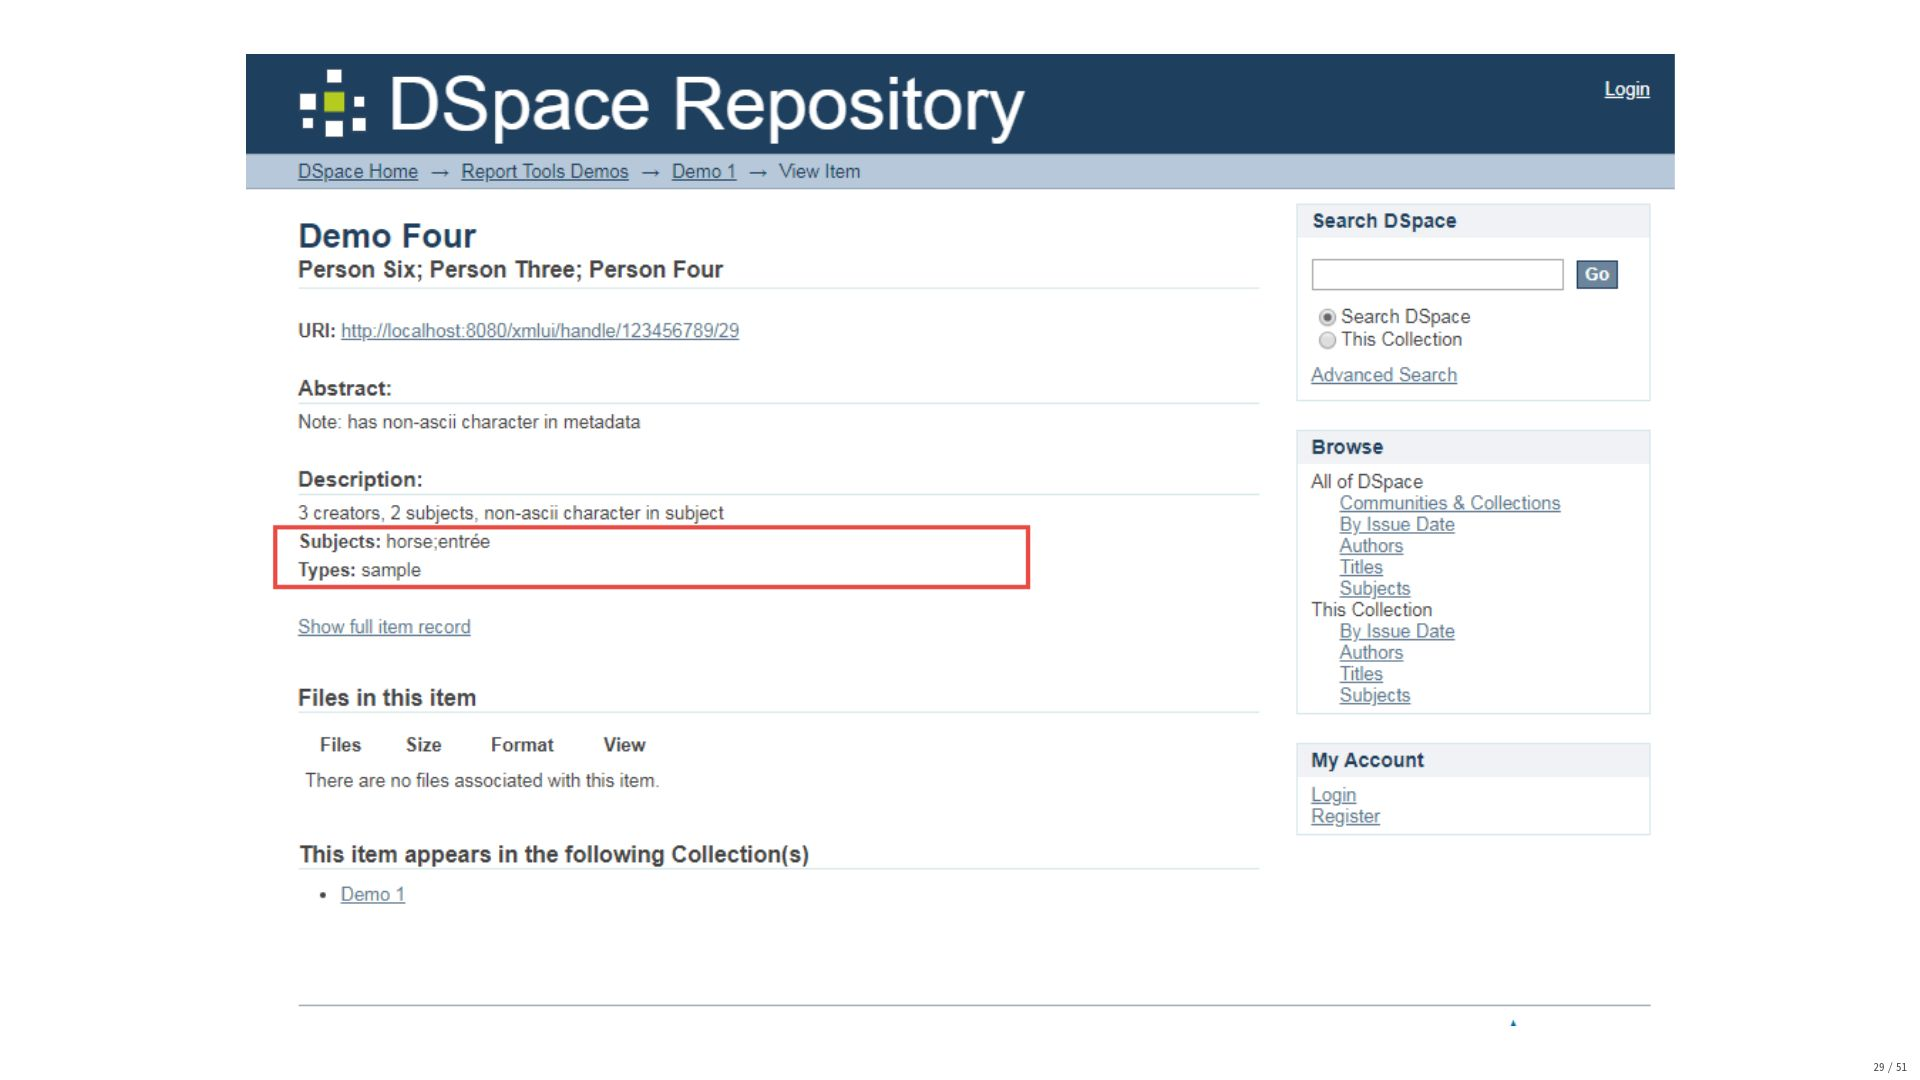 DSpace Repository
Login
DSpace Home → Report Tools Demos → Demo 1 → View Item
Demo Four
Person Six; Person Three; Person Four
URI: http://localhost:8080/xmlui/handle/123456789/29
Abstract:
Note: has non-ascii character in metadata
Description:
3 creators, 2 subjects, non-ascii character in subject
Subjects: horse;entrée
Types: sample
Show full item record
Files in this item
Files Size Format View
There are no files associated with this item.
This item appears in the following Collection(s)
• Demo 1
Search DSpace
Go
Search DSpace
This Collection
Advanced Search
Browse
All of DSpace
Communities & Collections
By Issue Date
Authors
Titles
Subjects
This Collection
By Issue Date
Authors
Titles
Subjects
My Account
Login
Register
29 / 51